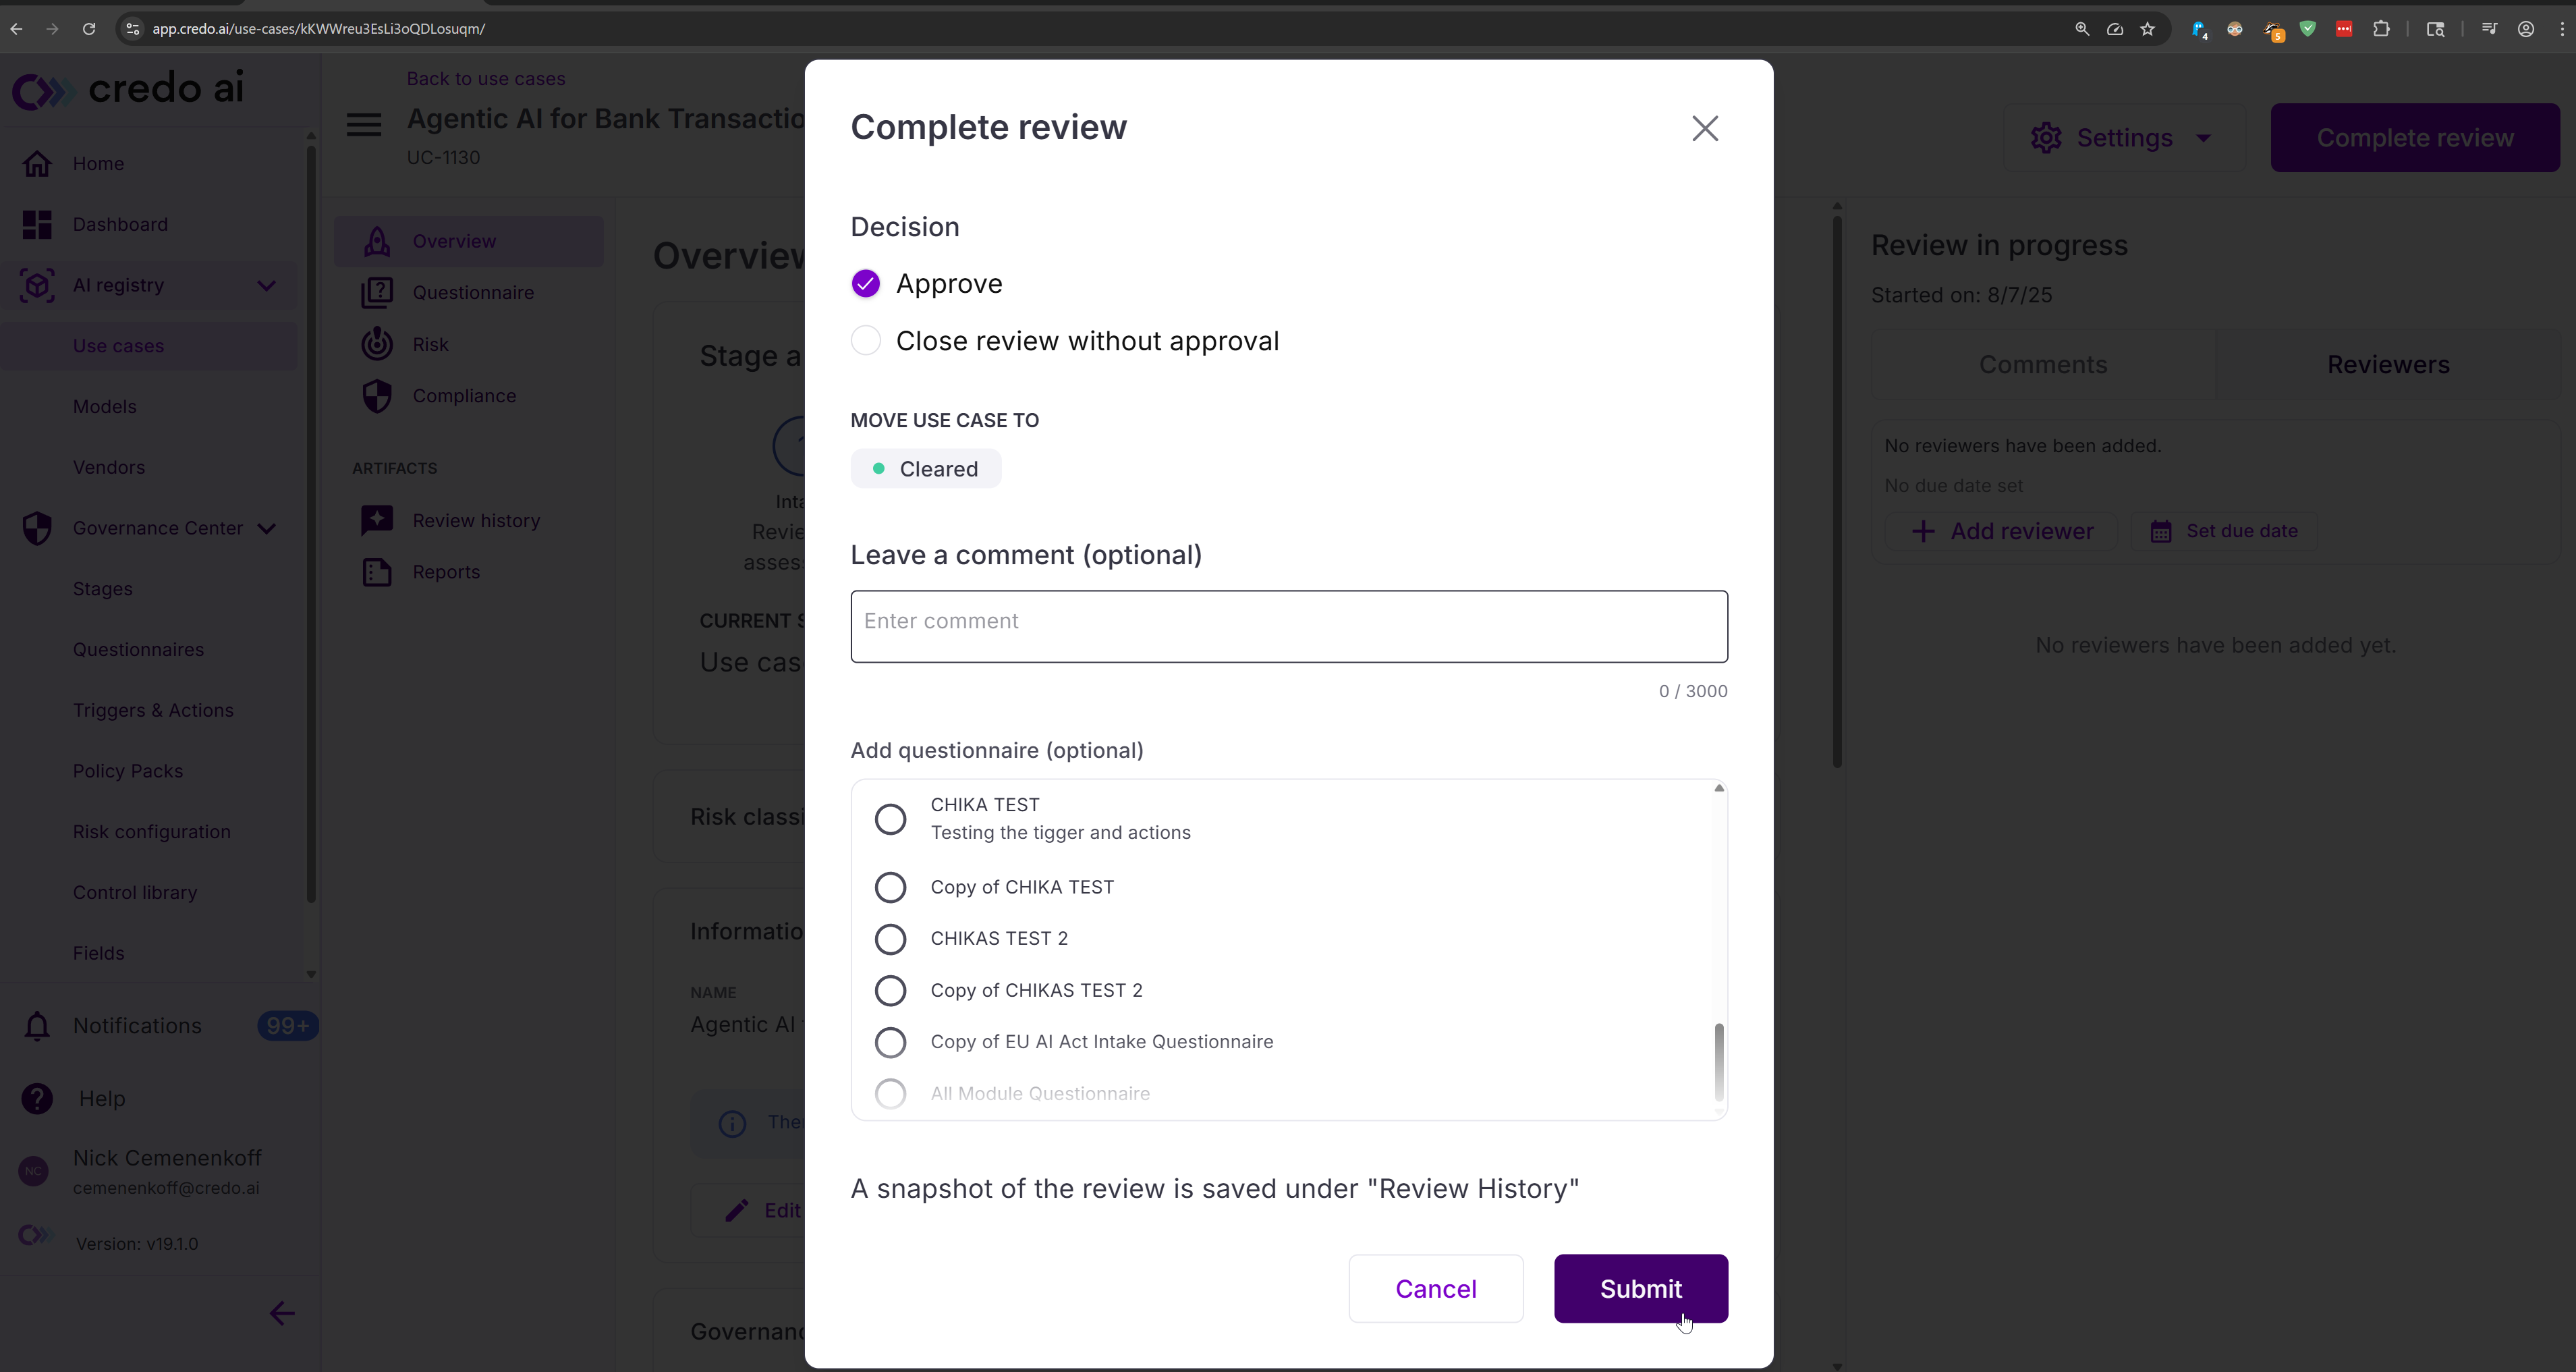 app.credo.ai/use-cases/kKWWreu3EsLi3oQDLosuqm/
4
5
credo ai
Home
Dashboard
AI registry
Use cases
Models
Vendors
Governance Center
Stages
Questionnaires
Triggers & Actions
Policy Packs
Risk configuration
Control library
Fields
Notifications
99+
Help
NC
Nick Cemenenkoff
cemenenkoff@credo.ai
Version: v19.1.0
Back to use cases
Agentic AI for Bank Transactio
UC-1130
Settings
Complete review
Overview
Questionnaire
Risk
Compliance
ARTIFACTS
Review history
Reports
Overview
Stage a
Inta
Revie
asses
CURRENT S
Use cas
Risk classi
Informatio
NAME
Agentic AI
Ther
Edit
Governanc
Complete review
Decision
Approve
Close review without approval
MOVE USE CASE TO
Cleared
Leave a comment (optional)
Enter comment
0 / 3000
Add questionnaire (optional)
CHIKA TEST
Testing the tigger and actions
Copy of CHIKA TEST
CHIKAS TEST 2
Copy of CHIKAS TEST 2
Copy of EU AI Act Intake Questionnaire
All Module Questionnaire
A snapshot of the review is saved under "Review History"
Cancel
Submit
Review in progress
Started on: 8/7/25
Comments
Reviewers
No reviewers have been added.
No due date set
Add reviewer
Set due date
No reviewers have been added yet.